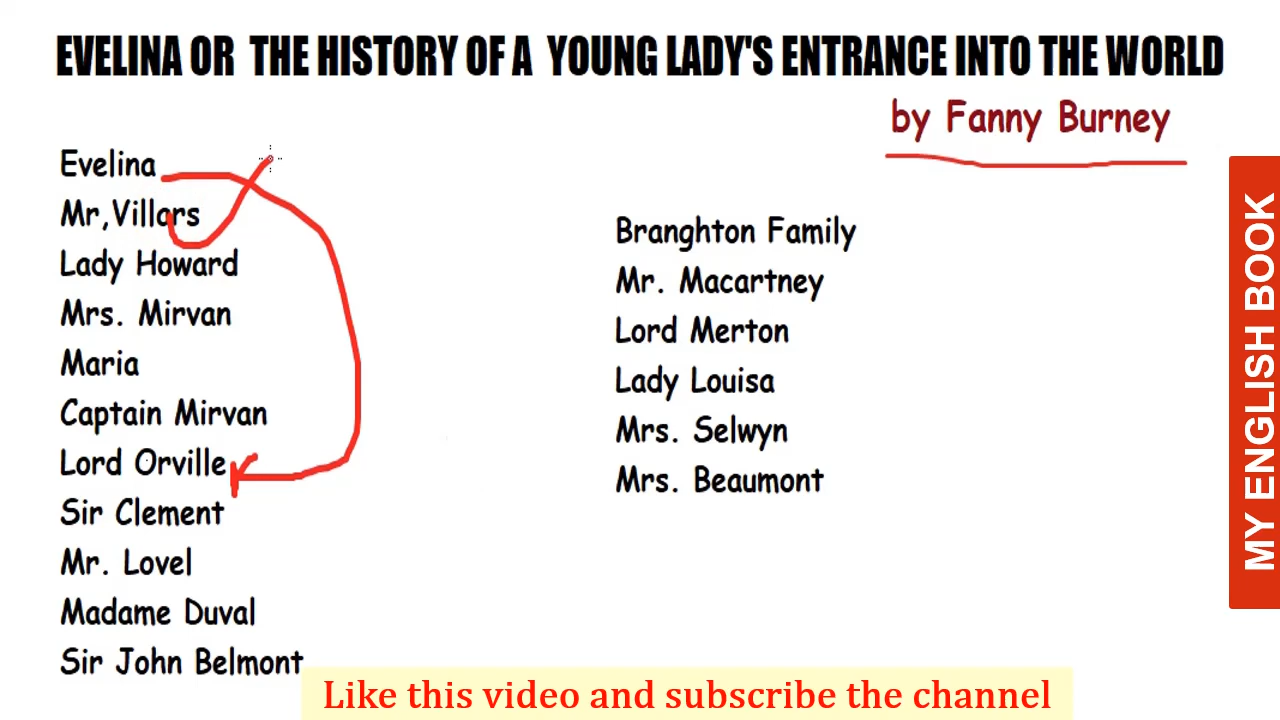 EVELINA OR THE HISTORY OF A YOUNG LADY'S ENTRANCE INTO THE WORLD
by Fanny Burney
Evelina
Mr,Villars
Lady Howard
Mrs. Mirvan
Maria
Captain Mirvan
Lord Orville
Sir Clement
Mr. Lovel
Madame Duval
Sir John Belmont
Branghton Family
Mr. Macartney
Lord Merton
Lady Louisa
Mrs. Selwyn
Mrs. Beaumont
MY ENGLISH BOOK
Like this video and subscribe the channel